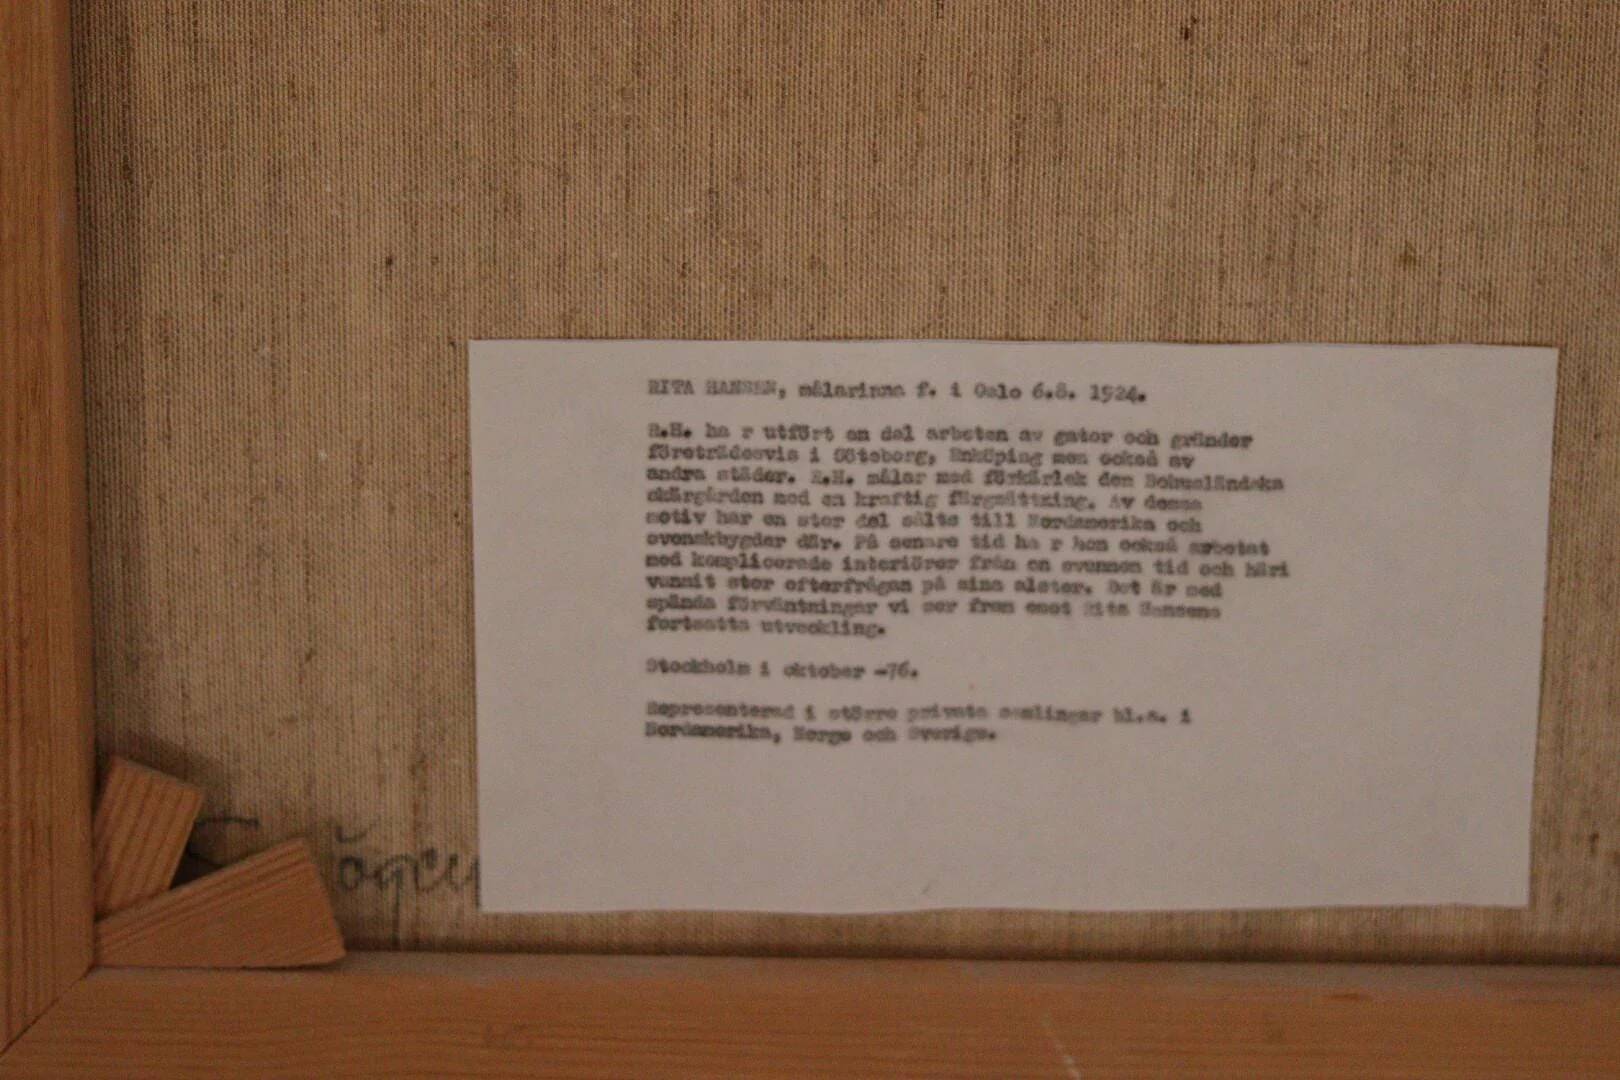 RITA HANSEN, målarinna f. i Oslo 6.8. 1924.
R.H. ha r utfört en del arbeten av gator och gränder
företrädesvis i Göteborg, Enköping men också av
andra städer. R.H. målar med förkärlek den Bohusländska
skärgården med en kraftig färgmättning. Av dessa
motiv har en stor del sålts till Nordamerika och
svenskbygder där. På senare tid ha r hon också arbetat
med komplicerade interiörer från en svunnen tid och häri
vunnit stor efterfrågan på sina alster. Det är med
spända förväntningar vi ser fram emot Rita Hansens
fortsatta utveckling.
Stockholm i oktober -76.
Representerad i större privata samlingar bl.a. i
Nordamerika, Norge och Sverige.